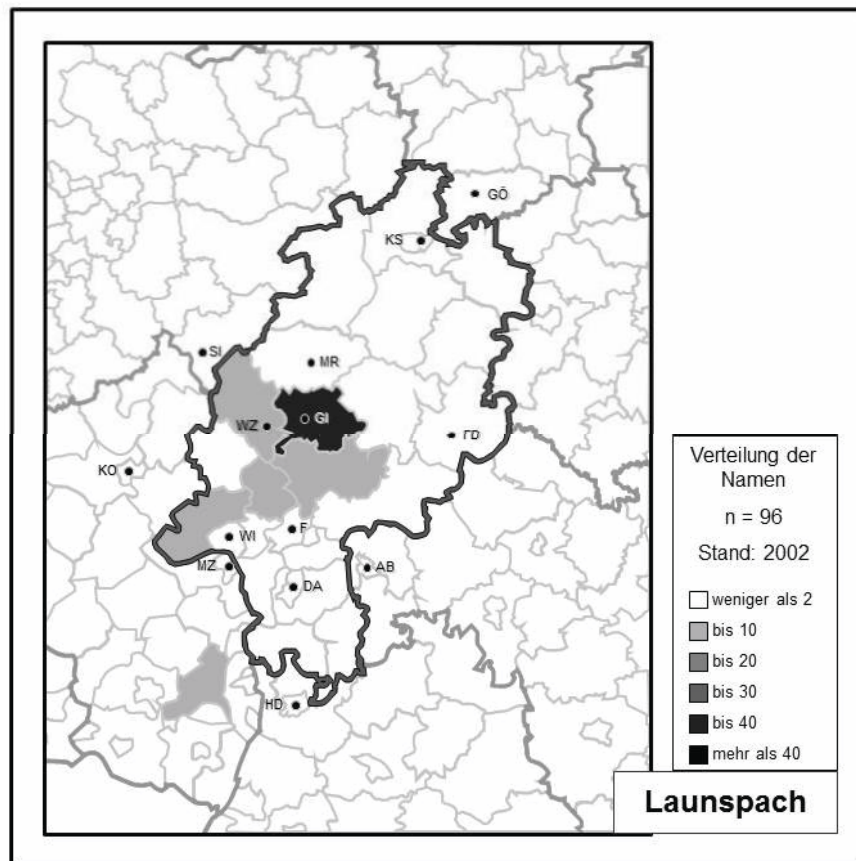 GÖ
KS
SI
MR
WZ
GI
KO
F
WI
MZ
AB
DA
HD
Verteilung der
Namen
n = 96
Stand: 2002
weniger als 2
bis 10
bis 20
bis 30
bis 40
mehr als 40
Launspach